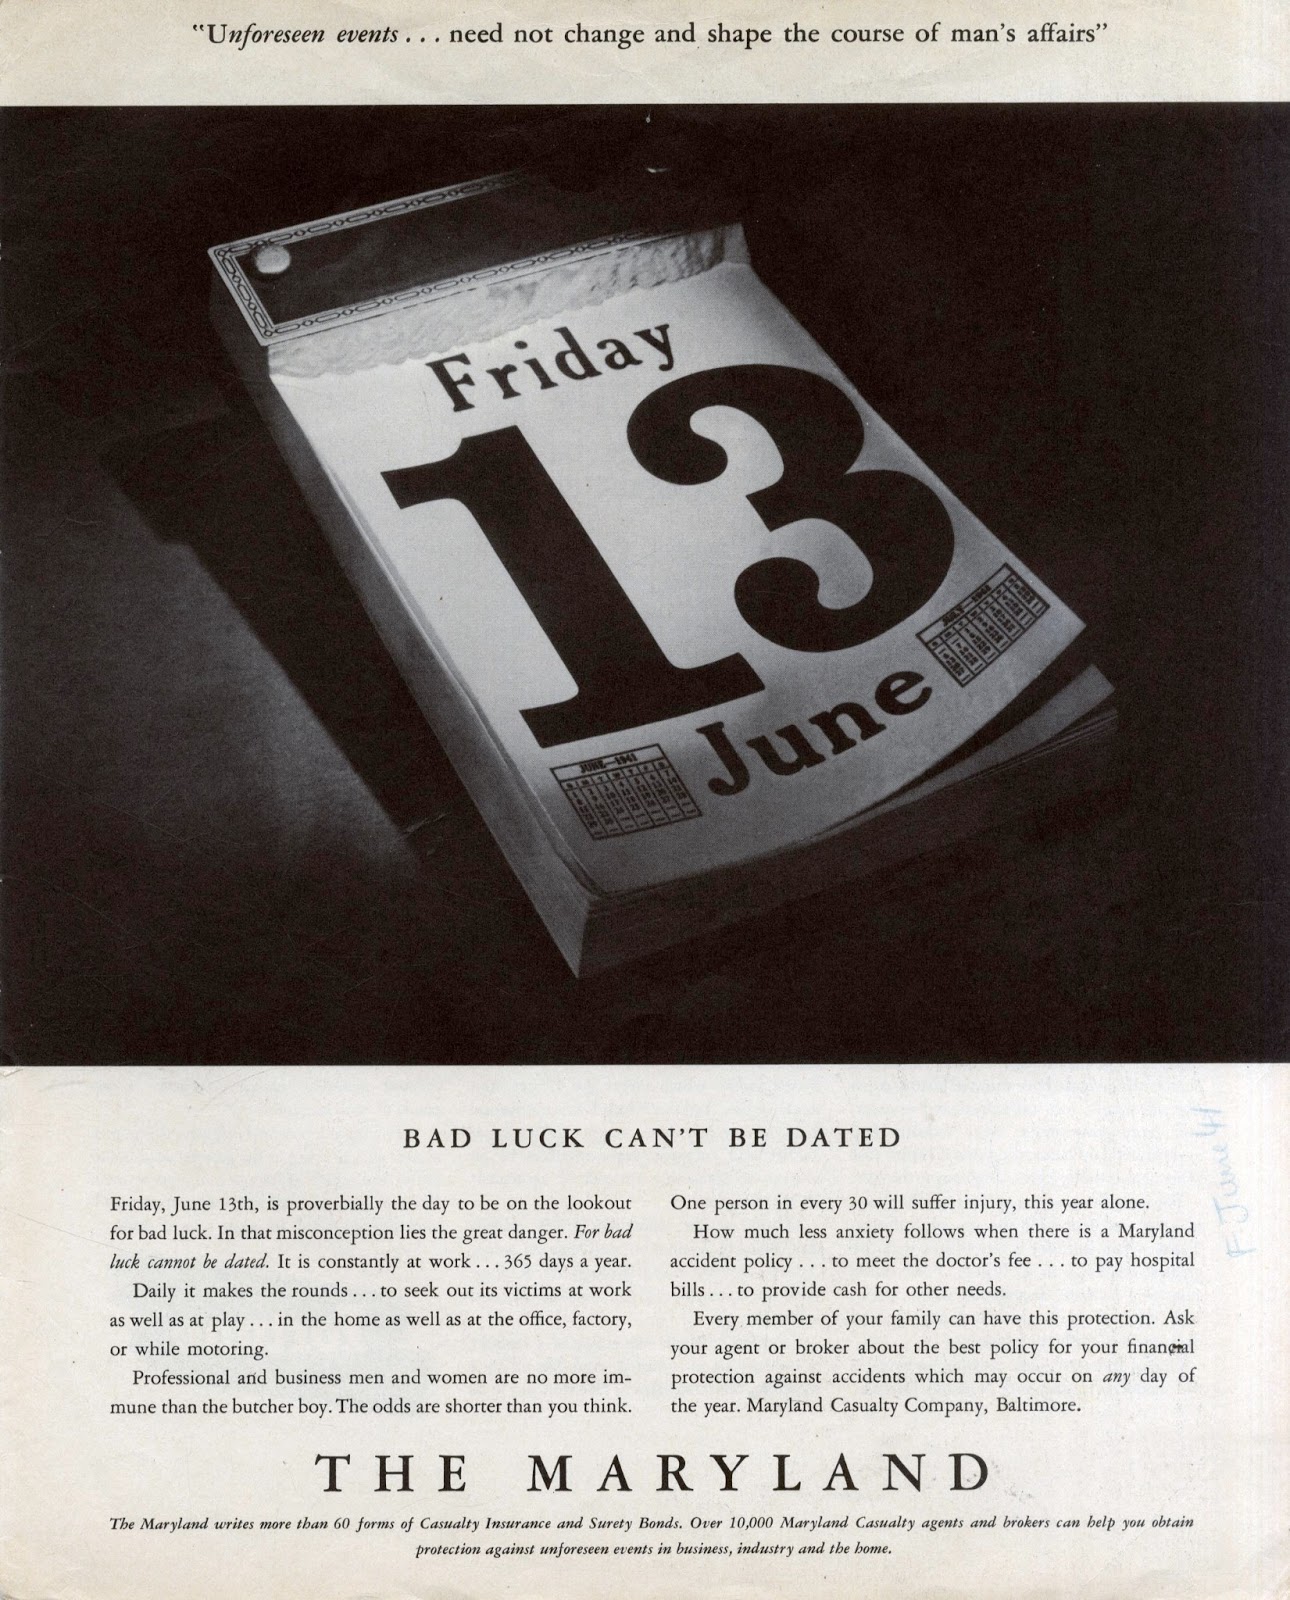 "Unforeseen events . . . need not change and shape the course of man's affairs"
Friday
13
June
JUNE—1941
BAD LUCK CAN'T BE DATED
Friday, June 13th, is proverbially the day to be on the lookout
for bad luck. In that misconception lies the great danger. For bad
luck cannot be dated. It is constantly at work . . . 365 days a year.
Daily it makes the rounds . . . to seek out its victims at work
as well as at play . . . in the home as well as at the office, factory,
or while motoring.
Professional and business men and women are no more im-
mune than the butcher boy. The odds are shorter than you think.
One person in every 30 will suffer injury, this year alone.
How much less anxiety follows when there is a Maryland
accident policy . . . to meet the doctor's fee . . . to pay hospital
bills . . . to provide cash for other needs.
Every member of your family can have this protection. Ask
your agent or broker about the best policy for your financial
protection against accidents which may occur on any day of
the year. Maryland Casualty Company, Baltimore.
F. June 41
THE MARYLAND
The Maryland writes more than 60 forms of Casualty Insurance and Surety Bonds. Over 10,000 Maryland Casualty agents and brokers can help you obtain
protection against unforeseen events in business, industry and the home.